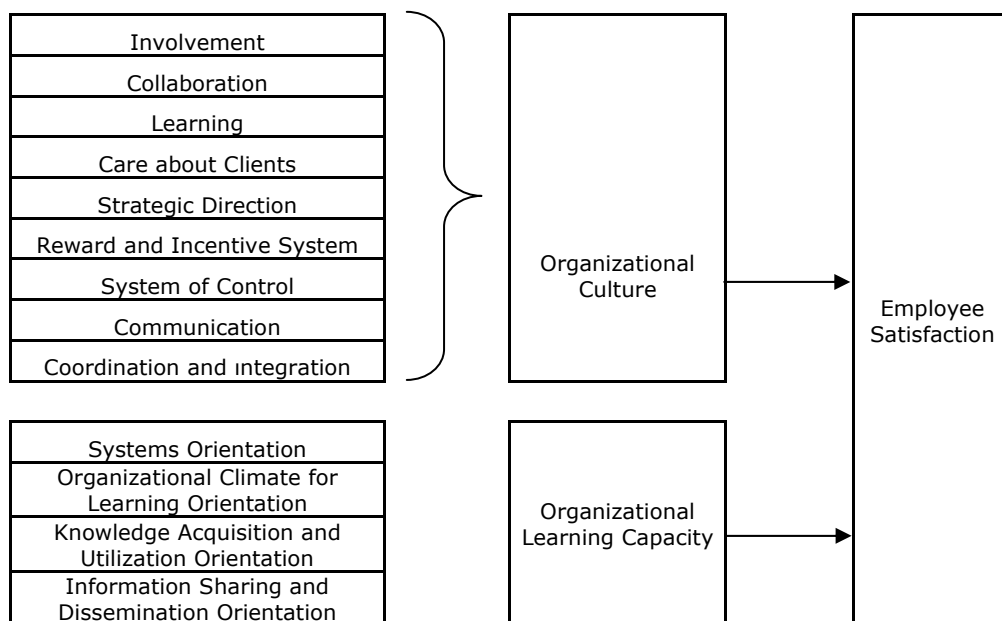 Involvement
Collaboration
Learning
Care about Clients
Strategic Direction
Reward and Incentive System
System of Control
Communication
Coordination and ıntegration
Systems Orientation
Organizational Climate for
Learning Orientation
Knowledge Acquisition and
Utilization Orientation
Information Sharing and
Dissemination Orientation
Organizational
Culture
Organizational
Learning Capacity
Employee
Satisfaction